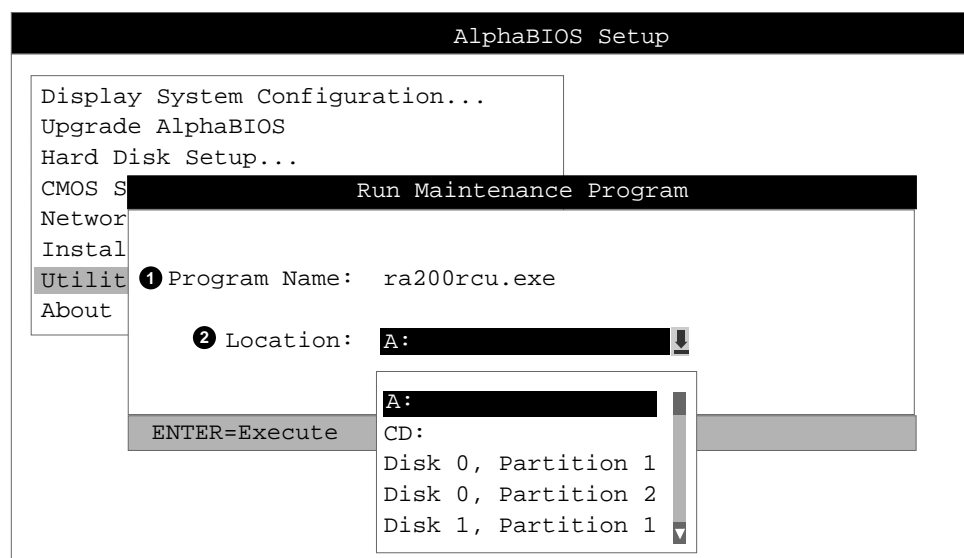 AlphaBIOS Setup
Display System Configuration...
Upgrade AlphaBIOS
Hard Disk Setup...
CMOS S
Networ
Instal
Utilit
About
Run Maintenance Program
1 Program Name: ra200rcu.exe
2 Location: A:
A:
CD:
Disk 0, Partition 1
Disk 0, Partition 2
Disk 1, Partition 1
ENTER=Execute